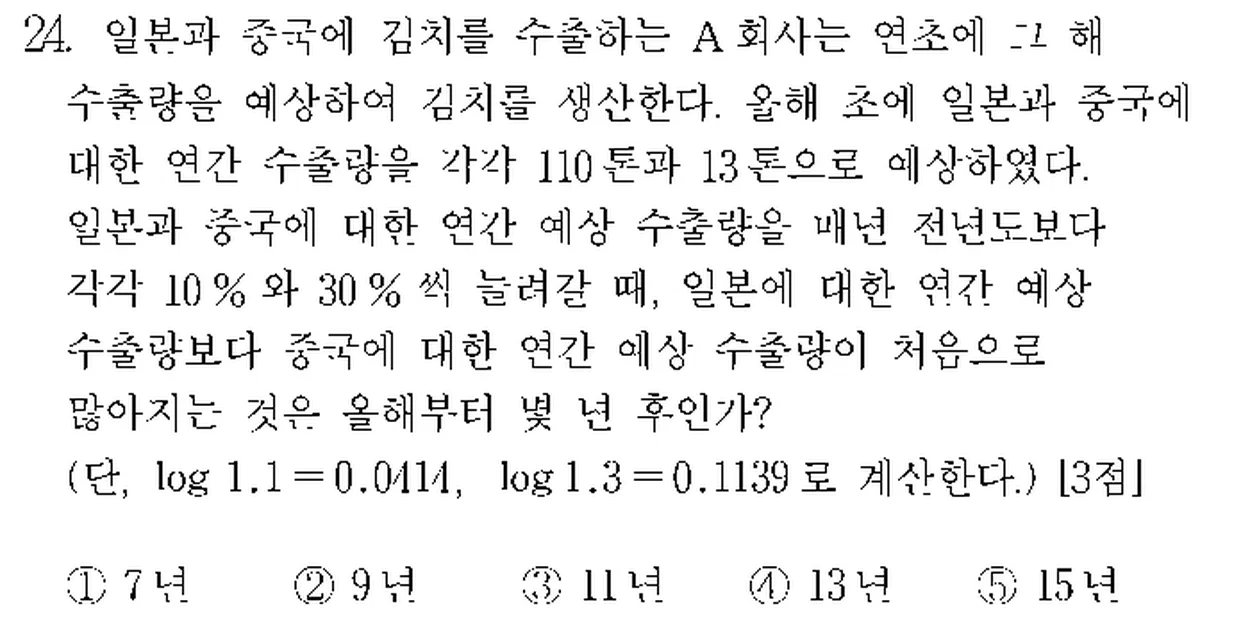 24. 일본과 중국에 김치를 수출하는 A 회사는 연초에 그 해
수출량을 예상하여 김치를 생산한다. 올해 초에 일본과 중국에
대한 연간 수출량을 각각 110 톤과 13 톤으로 예상하였다.
일본과 중국에 대한 연간 예상 수출량을 매년 전년도보다
각각 10 % 와 30 % 씩 늘려갈 때, 일본에 대한 연간 예상
수출량보다 중국에 대한 연간 예상 수출량이 처음으로
많아지는 것은 올해부터 몇 년 후인가?
(단, log 1.1 = 0.0414, log 1.3 = 0.1139 로 계산한다.) [3점]
① 7 년 ② 9 년 ③ 11 년 ④ 13 년 ⑤ 15 년